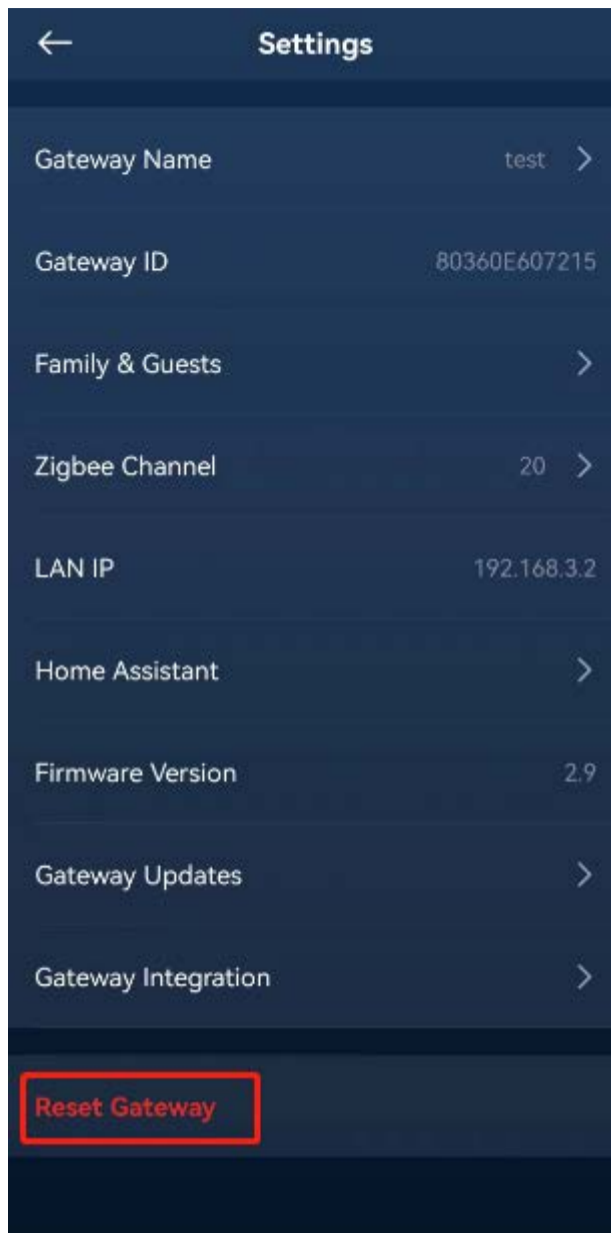 Settings
Gateway Name test
Gateway ID 80360E607215
Family & Guests
Zigbee Channel 20
LAN IP 192.168.3.2
Home Assistant
Firmware Version 2.9
Gateway Updates
Gateway Integration
Reset Gateway